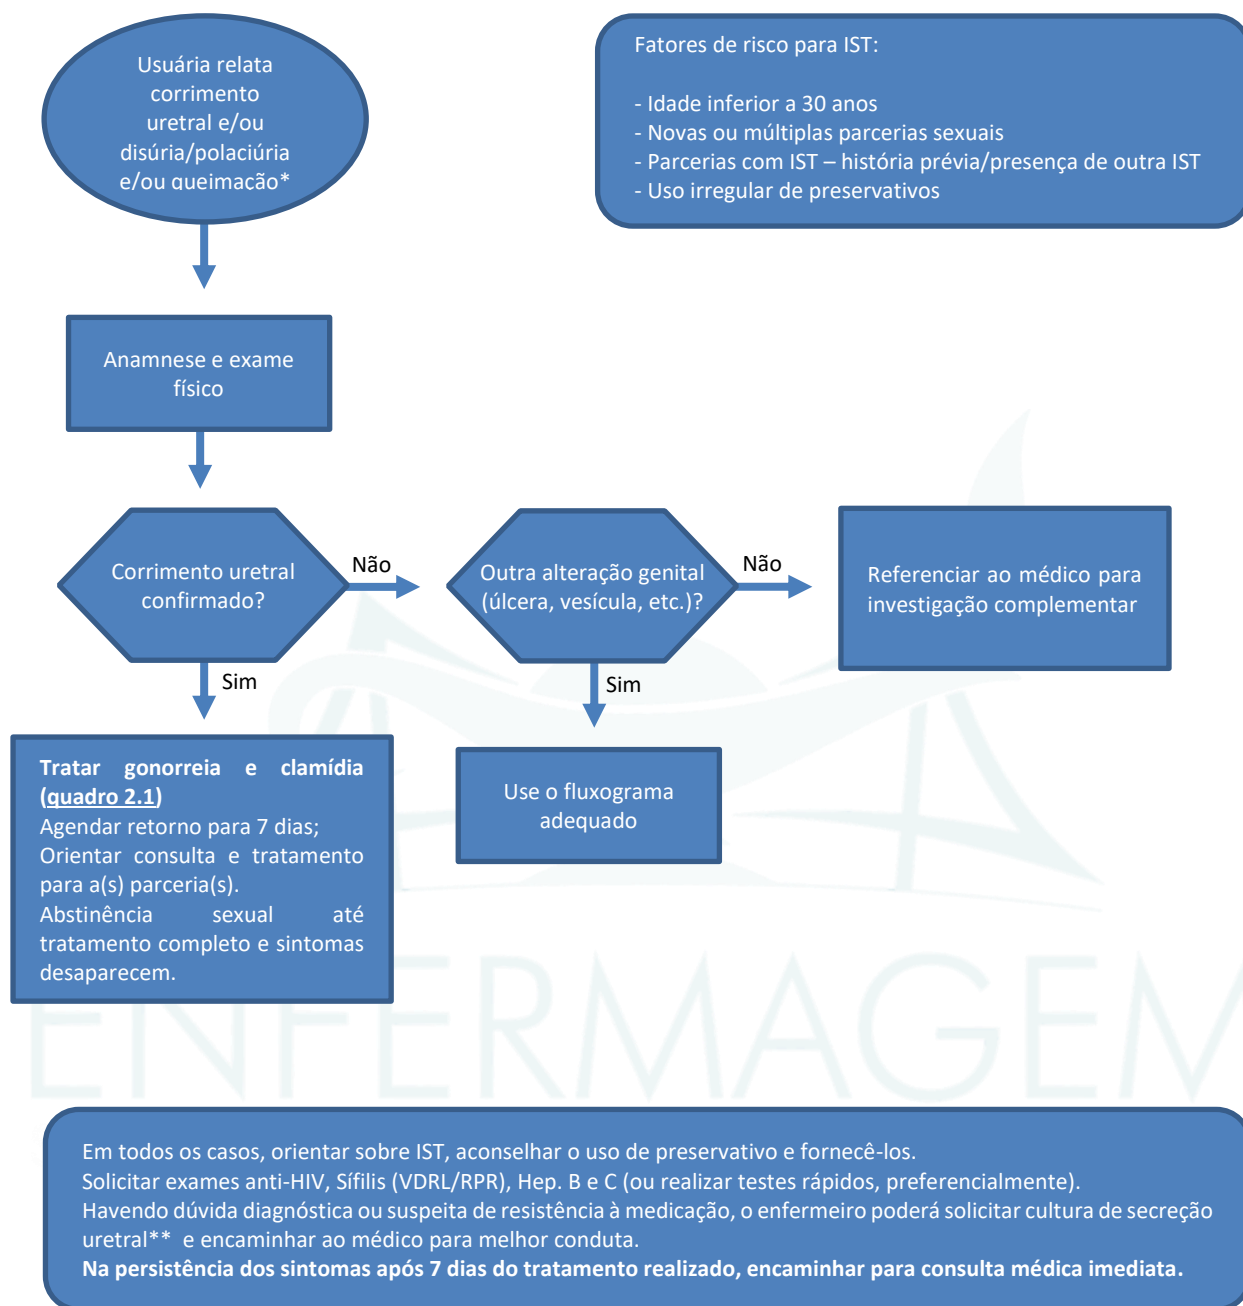 Usuária relata
corrimento
uretral e/ou
disúria/polaciúria
e/ou queimação*
Fatores de risco para IST:
- Idade inferior a 30 anos
- Novas ou múltiplas parcerias sexuais
- Parcerias com IST – história prévia/presença de outra IST
- Uso irregular de preservativos
Anamnese e exame
físico
Corrimento uretral
confirmado?
Não
Outra alteração genital
(úlcera, vesícula, etc.)?
Não
Referenciar ao médico para
investigação complementar
Sim
Sim
Tratar gonorreia e clamídia
(quadro 2.1)
Agendar retorno para 7 dias;
Orientar consulta e tratamento
para a(s) parceria(s).
Abstinência sexual até
tratamento completo e sintomas
desaparecem.
Use o fluxograma
adequado
ENFERMAGEM
Em todos os casos, orientar sobre IST, aconselhar o uso de preservativo e fornecê-los.
Solicitar exames anti-HIV, Sífilis (VDRL/RPR), Hep. B e C (ou realizar testes rápidos, preferencialmente).
Havendo dúvida diagnóstica ou suspeita de resistência à medicação, o enfermeiro poderá solicitar cultura de secreção
uretral** e encaminhar ao médico para melhor conduta.
Na persistência dos sintomas após 7 dias do tratamento realizado, encaminhar para consulta médica imediata.